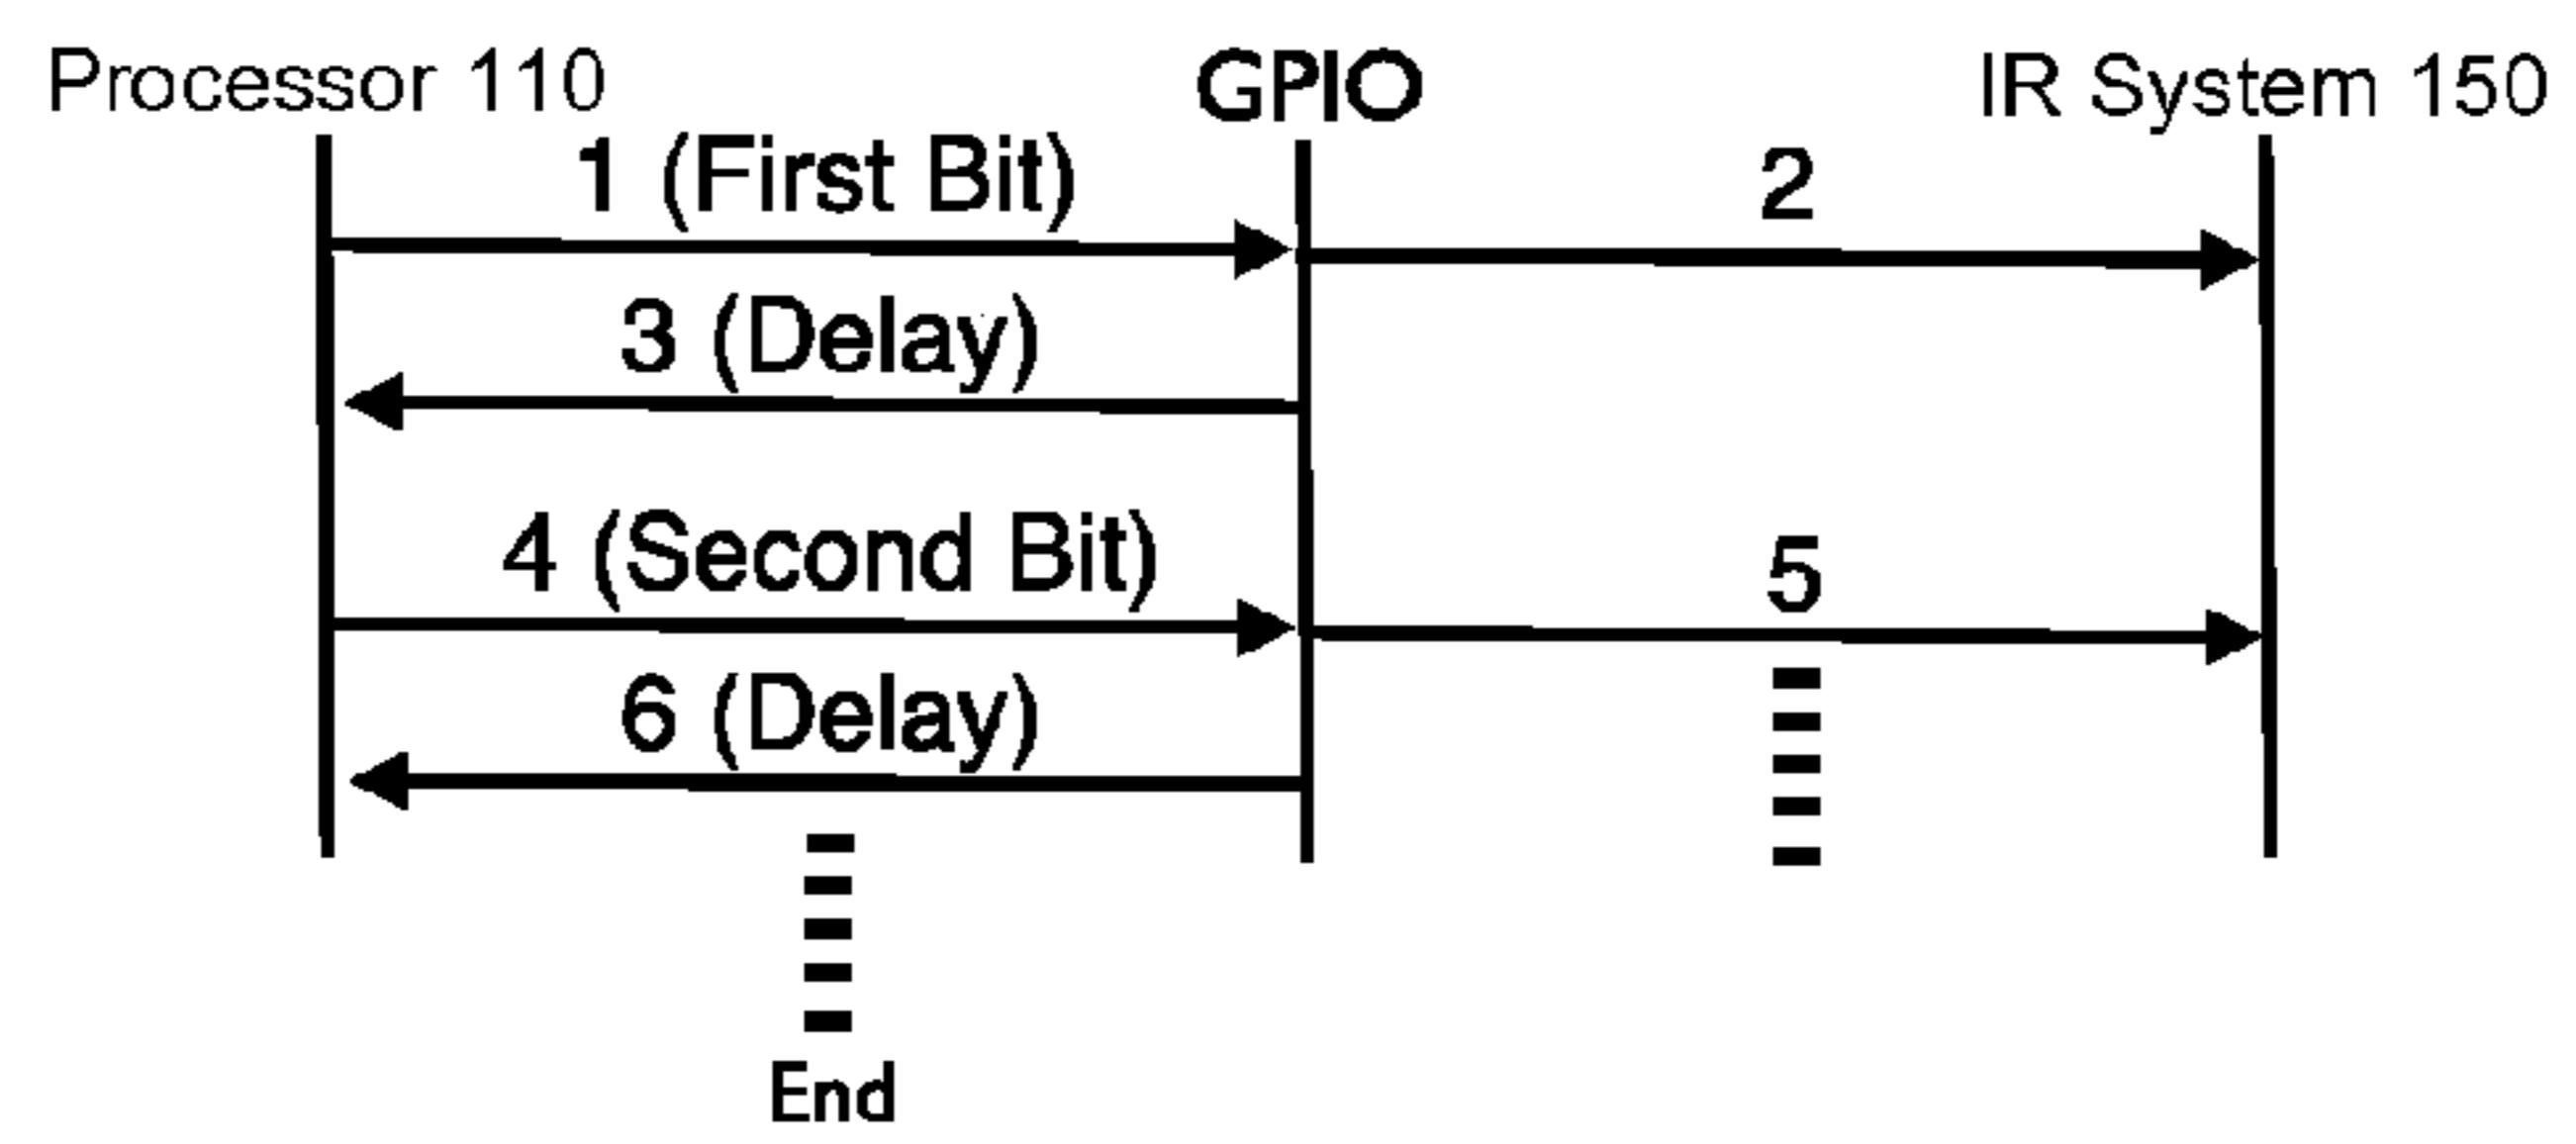 Processor 110 GPIO IR System 150
1 (First Bit) 2
3 (Delay)
4 (Second Bit) 5
6 (Delay)
End